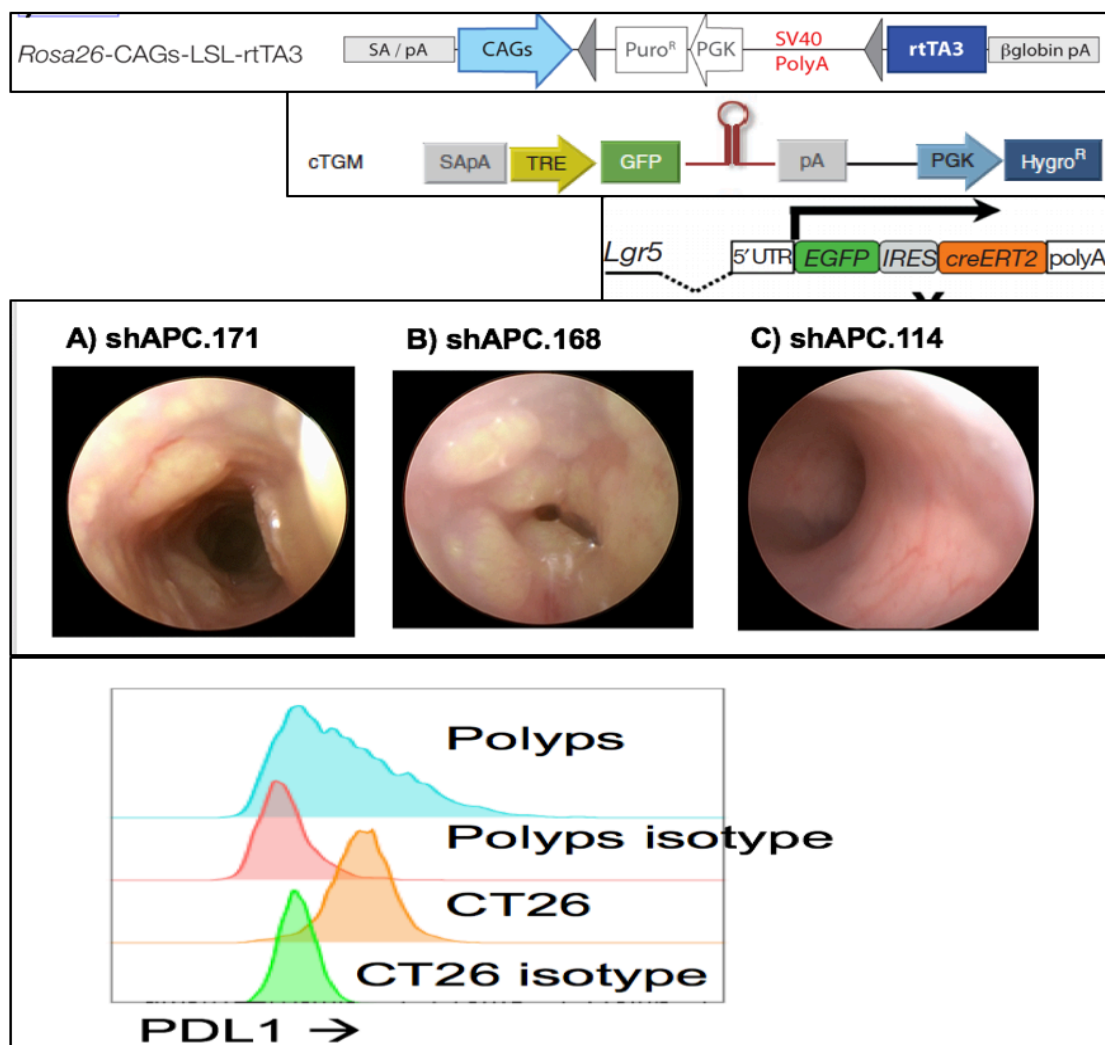 Rosa26-CAGs-LSL-rtTA3
SA / pA
CAGs
Puroᴿ
PGK
SV40
PolyA
rtTA3
βglobin pA
cTGM
SApA
TRE
GFP
pA
PGK
Hygroᴿ
Lgr5
5′ UTR
EGFP
IRES
creERT2
polyA
A) shAPC.171
B) shAPC.168
C) shAPC.114
Polyps
Polyps isotype
CT26
CT26 isotype
PDL1 →